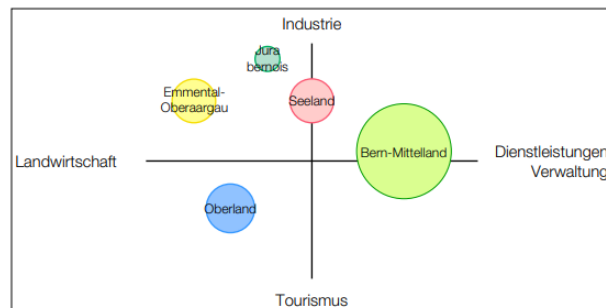 Industrie
Jura
bernois
Emmental-
Oberaargau
Seeland
Bern-Mittelland
Landwirtschaft
Dienstleistungen
Verwaltung
Oberland
Tourismus